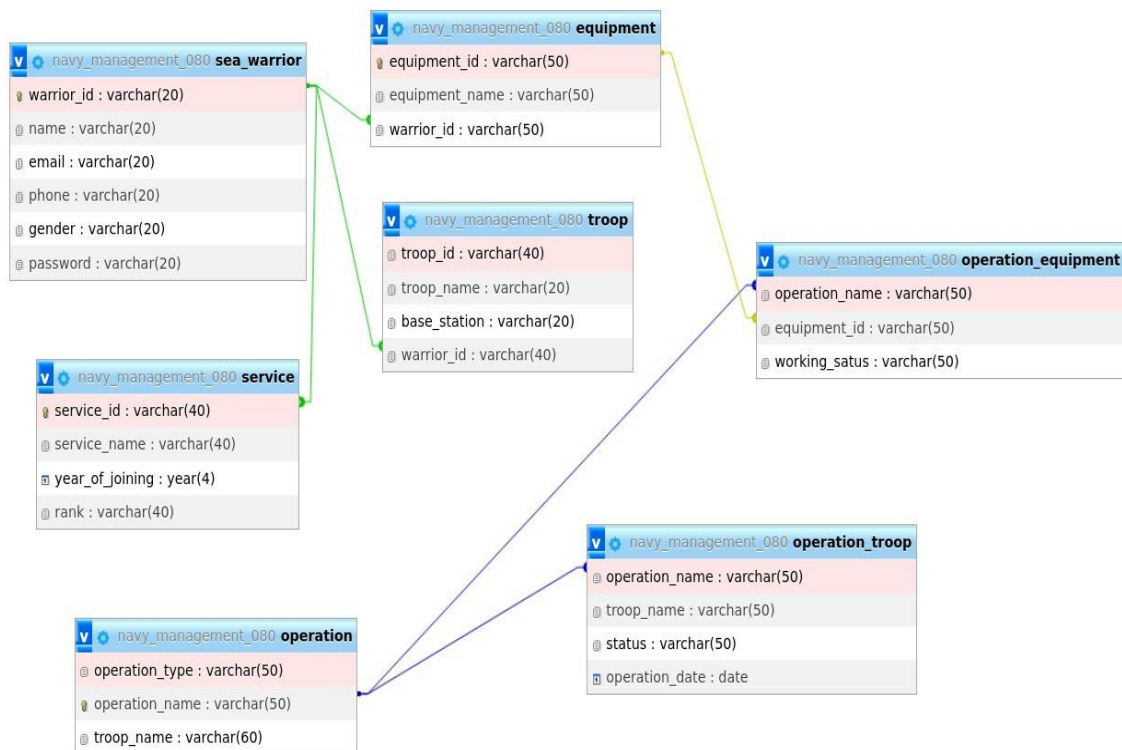 navy_management_080 sea_warrior
warrior_id : varchar(20)
name : varchar(20)
email : varchar(20)
phone : varchar(20)
gender : varchar(20)
password : varchar(20)
navy_management_080 equipment
equipment_id : varchar(50)
equipment_name : varchar(50)
warrior_id : varchar(50)
navy_management_080 troop
troop_id : varchar(40)
troop_name : varchar(20)
base_station : varchar(20)
warrior_id : varchar(40)
navy_management_080 operation_equipment
operation_name : varchar(50)
equipment_id : varchar(50)
working_satus : varchar(50)
navy_management_080 service
service_id : varchar(40)
service_name : varchar(40)
year_of_joining : year(4)
rank : varchar(40)
navy_management_080 operation_troop
operation_name : varchar(50)
troop_name : varchar(50)
status : varchar(50)
operation_date : date
navy_management_080 operation
operation_type : varchar(50)
operation_name : varchar(50)
troop_name : varchar(60)